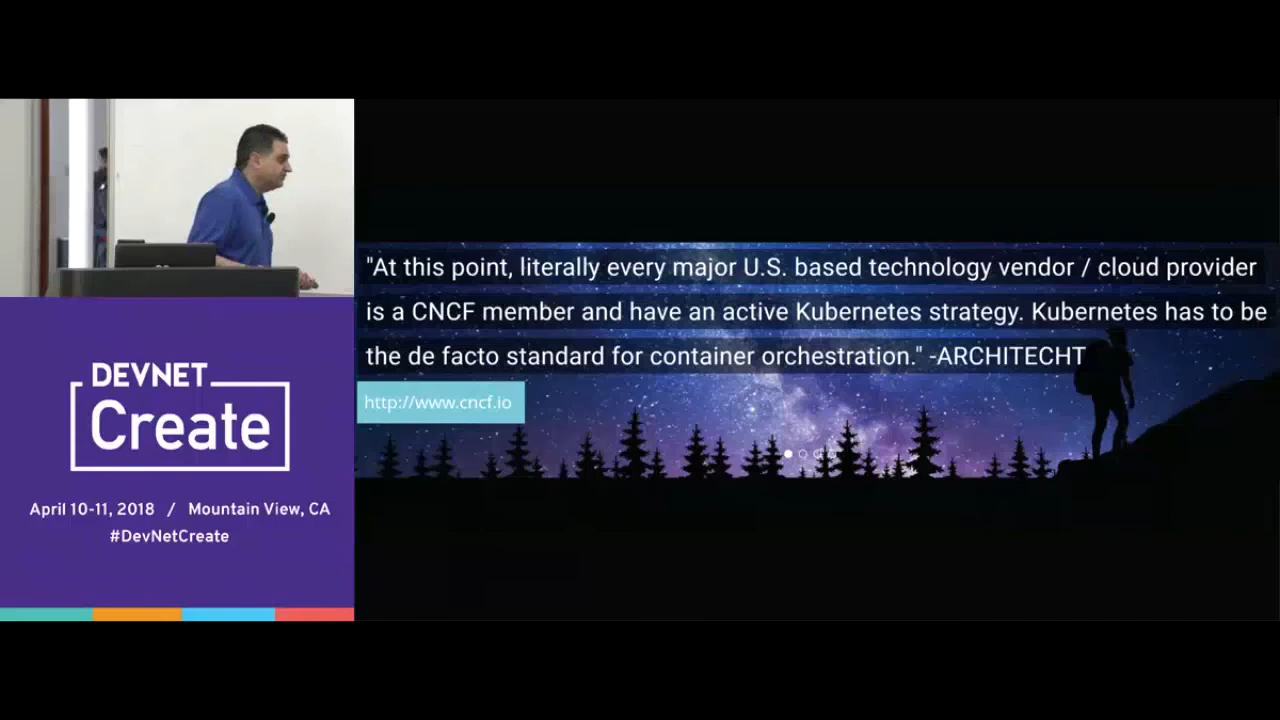 DEVNET
Create
April 10-11, 2018 / Mountain View, CA
#DevNetCreate
"At this point, literally every major U.S. based technology vendor / cloud provider
is a CNCF member and have an active Kubernetes strategy. Kubernetes has to be
the de facto standard for container orchestration." -ARCHITECHT
http://www.cncf.io